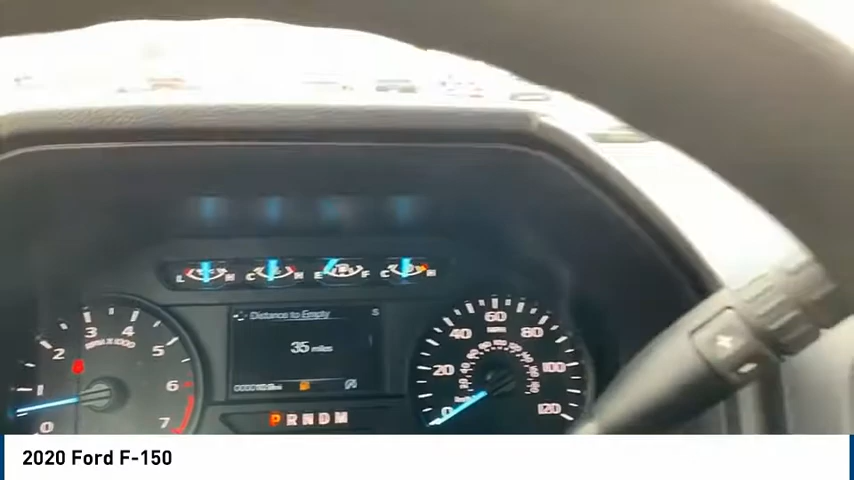 L H C H E F C H
Distance to Empty S
35 miles
0 1 2 3 4 5 6 7
RPM X 1000
0 20 40 60 80 100 120
P R N D M
2020 Ford F-150